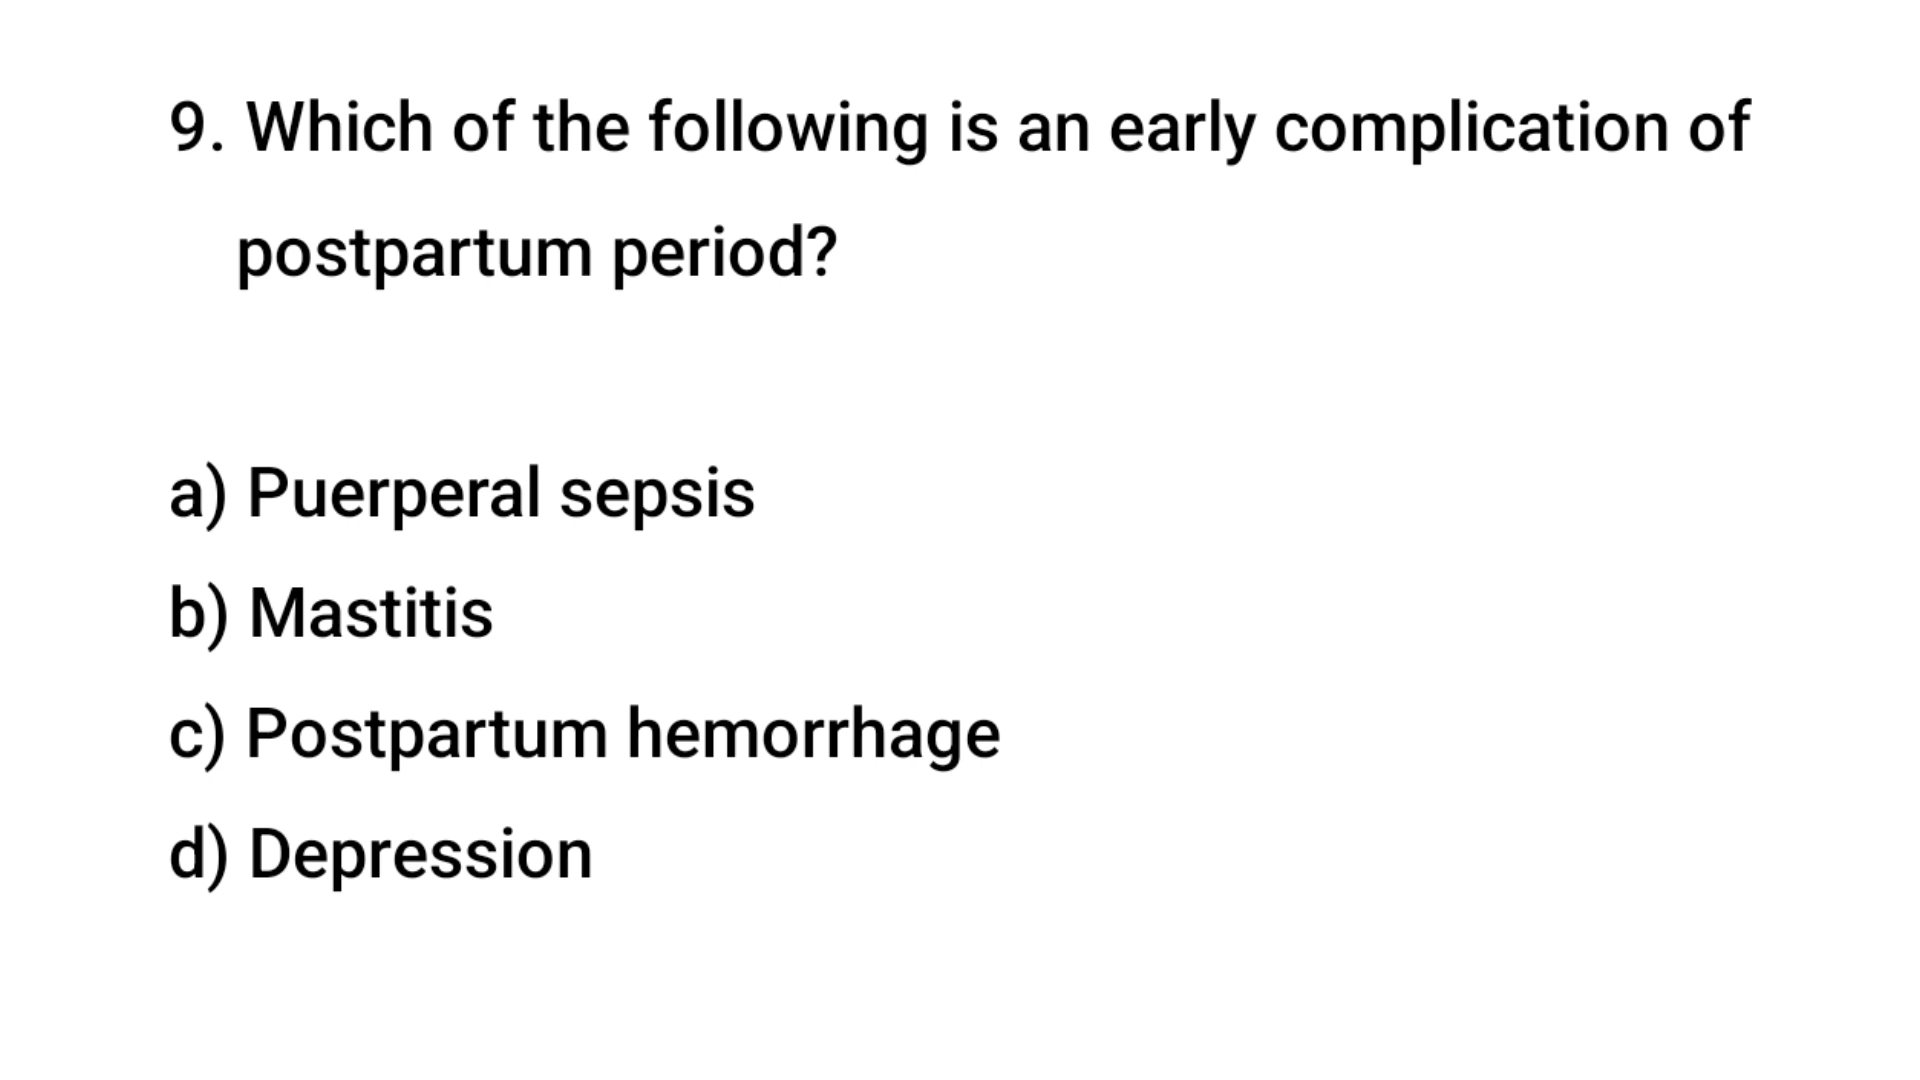 9. Which of the following is an early complication of
postpartum period?
a) Puerperal sepsis
b) Mastitis
c) Postpartum hemorrhage
d) Depression